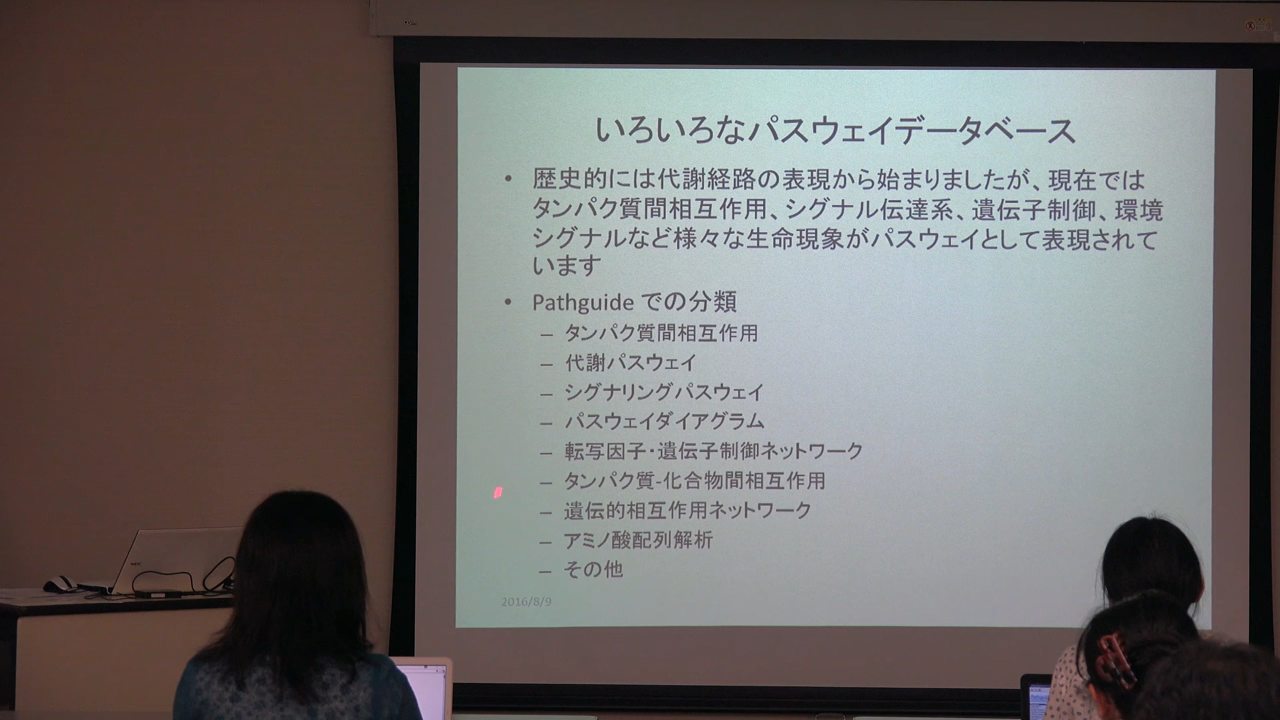 いろいろなパスウェイデータベース
• 歴史的には代謝経路の表現から始まりましたが、現在では
タンパク質間相互作用、シグナル伝達系、遺伝子制御、環境
シグナルなど様々な生命現象がパスウェイとして表現されて
います
• Pathguide での分類
– タンパク質間相互作用
– 代謝パスウェイ
– シグナリングパスウェイ
– パスウェイダイアグラム
– 転写因子・遺伝子制御ネットワーク
– タンパク質-化合物間相互作用
– 遺伝的相互作用ネットワーク
– アミノ酸配列解析
– その他
2016/8/9
NEC